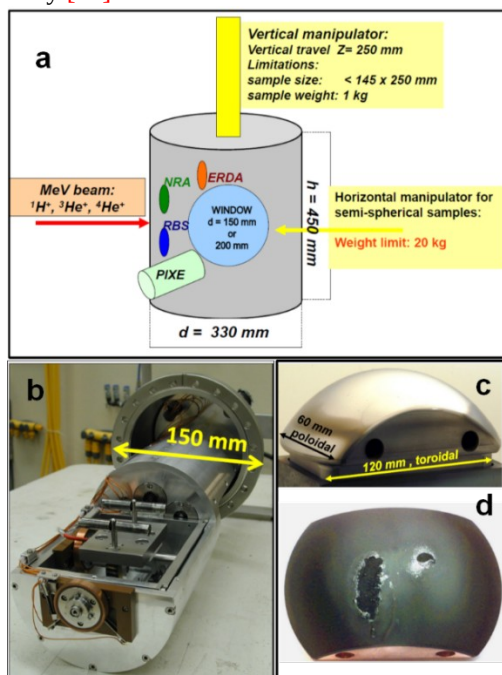 a
Vertical manipulator:
Vertical travel Z= 250 mm
Limitations:
sample size: < 145 x 250 mm
sample weight: 1 kg
MeV beam:
¹H⁺, ³He⁺, ⁴He⁺
NRA
ERDA
RBS
WINDOW
d = 150 mm
or
200 mm
PIXE
h = 450 mm
Horizontal manipulator for
semi-spherical samples:
Weight limit: 20 kg
d = 330 mm
b
150 mm
c
60 mm
poloidal
120 mm , toroidal
d